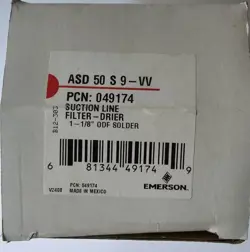 ASD 50 S 9-VV
PCN: 049174
SUCTION LINE
FILTER-DRIER
1-1/8" ODF SOLDER
6 81344 49174 9
PCN: 049174
MADE IN MEXICO
EMERSON